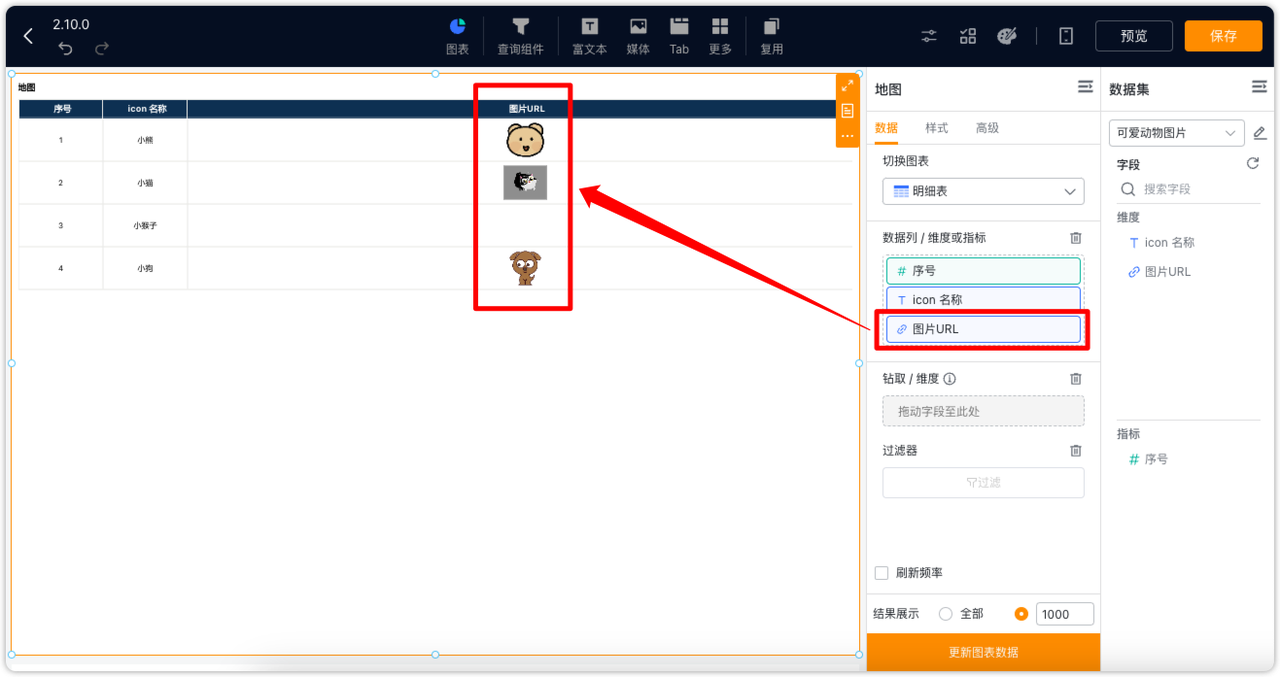 2.10.0
图表
查询组件
富文本
媒体
Tab
更多
复用
预览
保存
地图
序号
icon 名称
图片URL
1
小熊
2
小猫
3
小猴子
4
小狗
地图
数据
样式
高级
切换图表
明细表
数据列 / 维度或指标
# 序号
T icon 名称
图片URL
钻取 / 维度
拖动字段至此处
过滤器
过滤
刷新频率
结果展示
全部
1000
更新图表数据
数据集
可爱动物图片
字段
搜索字段
维度
T icon 名称
图片URL
指标
# 序号